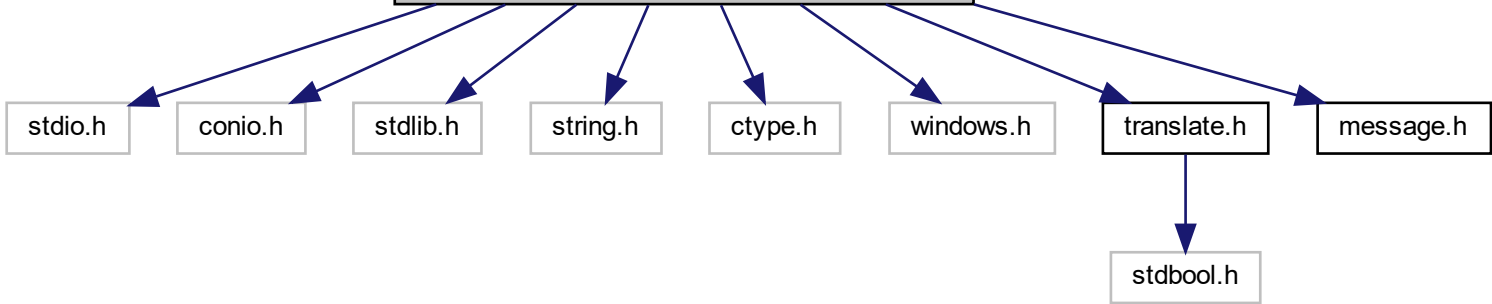 stdio.h
conio.h
stdlib.h
string.h
ctype.h
windows.h
translate.h
message.h
stdbool.h